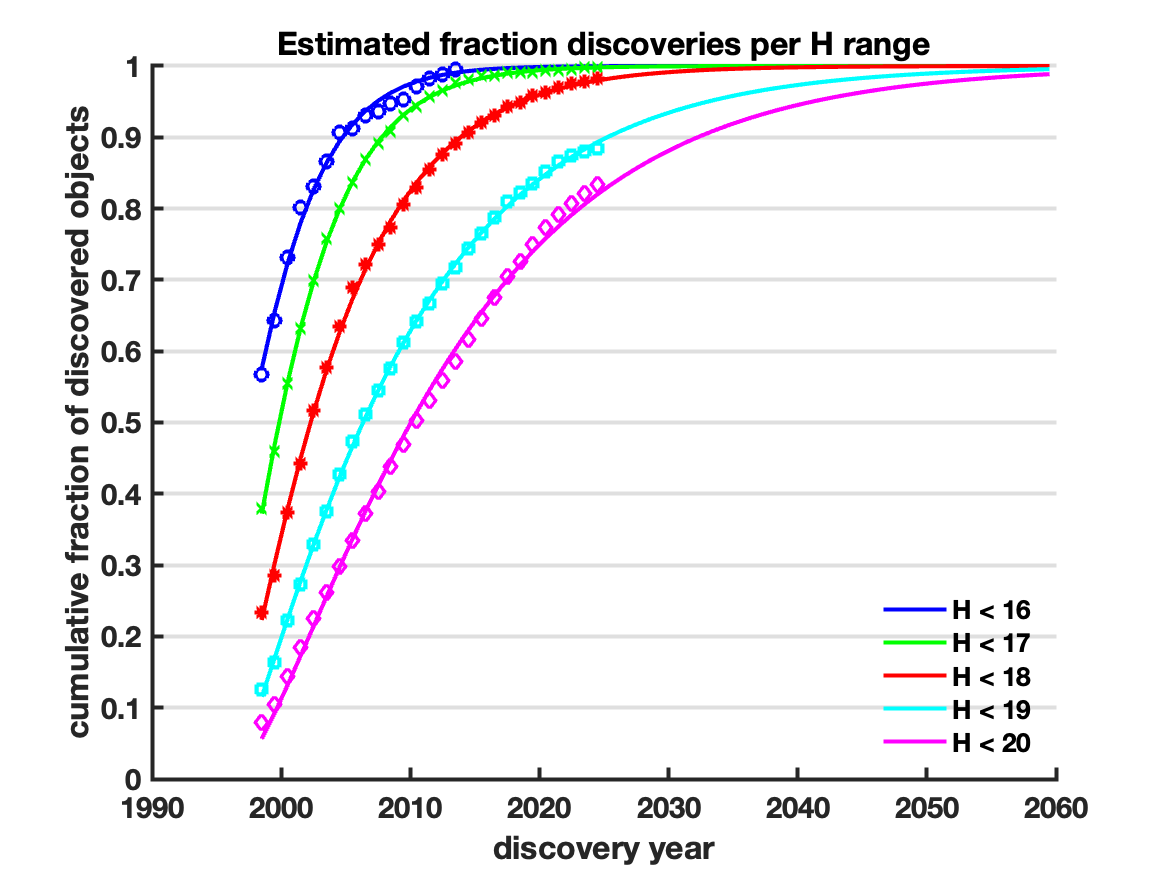 Estimated fraction discoveries per H range
cumulative fraction of discovered objects
1
0.9
0.8
0.7
0.6
0.5
0.4
0.3
0.2
0.1
0
H < 16
H < 17
H < 18
H < 19
H < 20
1990 2000 2010 2020 2030 2040 2050 2060
discovery year